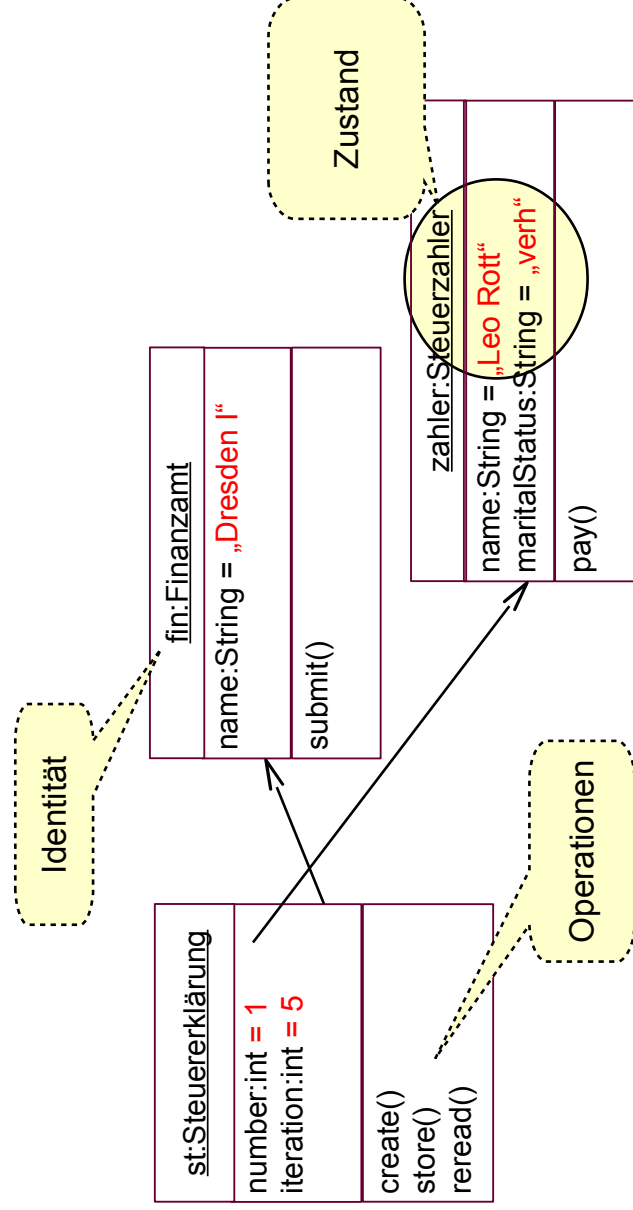 Identität
Zustand
st:Steuererklärung
number:int = 1
iteration:int = 5
create()
store()
reread()
fin:Finanzamt
name:String = „Dresden I“
submit()
zahler:Steuerzahler
name:String = „Leo Rott“
maritalStatus:String = „verh“
pay()
Operationen